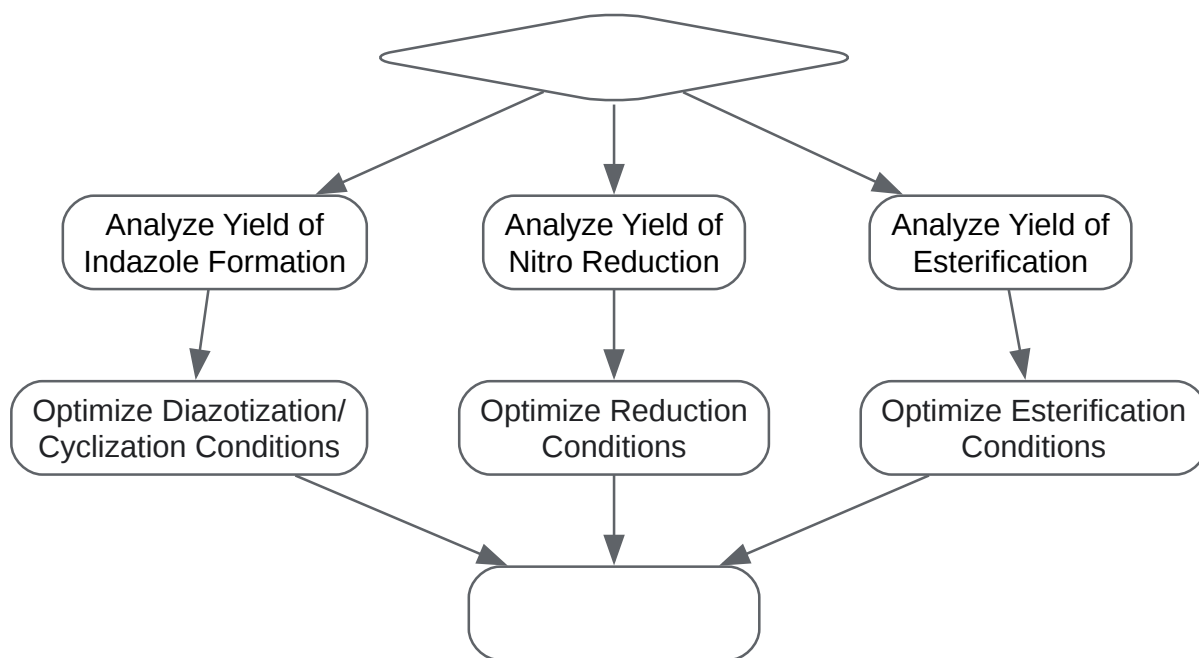 Analyze Yield of
Indazole Formation
Analyze Yield of
Nitro Reduction
Analyze Yield of
Esterification
Optimize Diazotization/
Cyclization Conditions
Optimize Reduction
Conditions
Optimize Esterification
Conditions